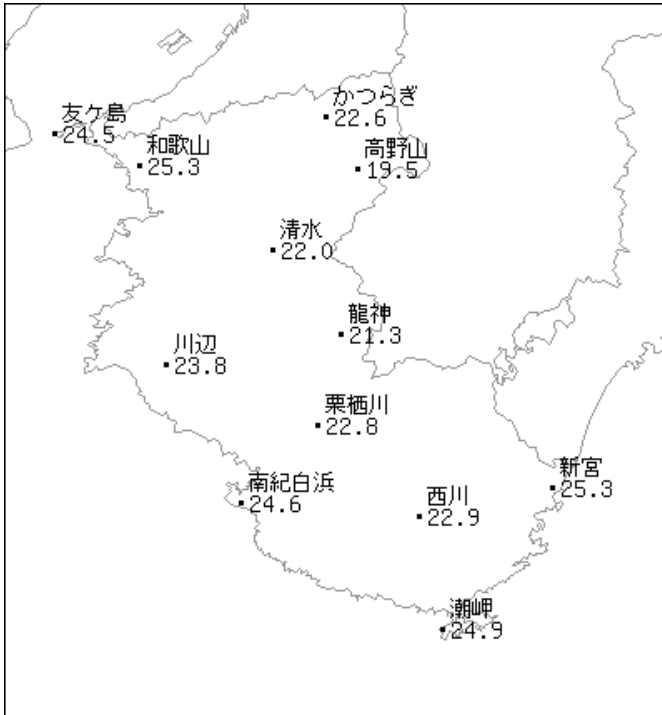 かつらぎ
22.6
友ケ島
24.5
和歌山
25.3
高野山
19.5
清水
22.0
龍神
21.3
川辺
23.8
栗栖川
22.8
新宮
25.3
南紀白浜
24.6
西川
22.9
潮岬
24.9